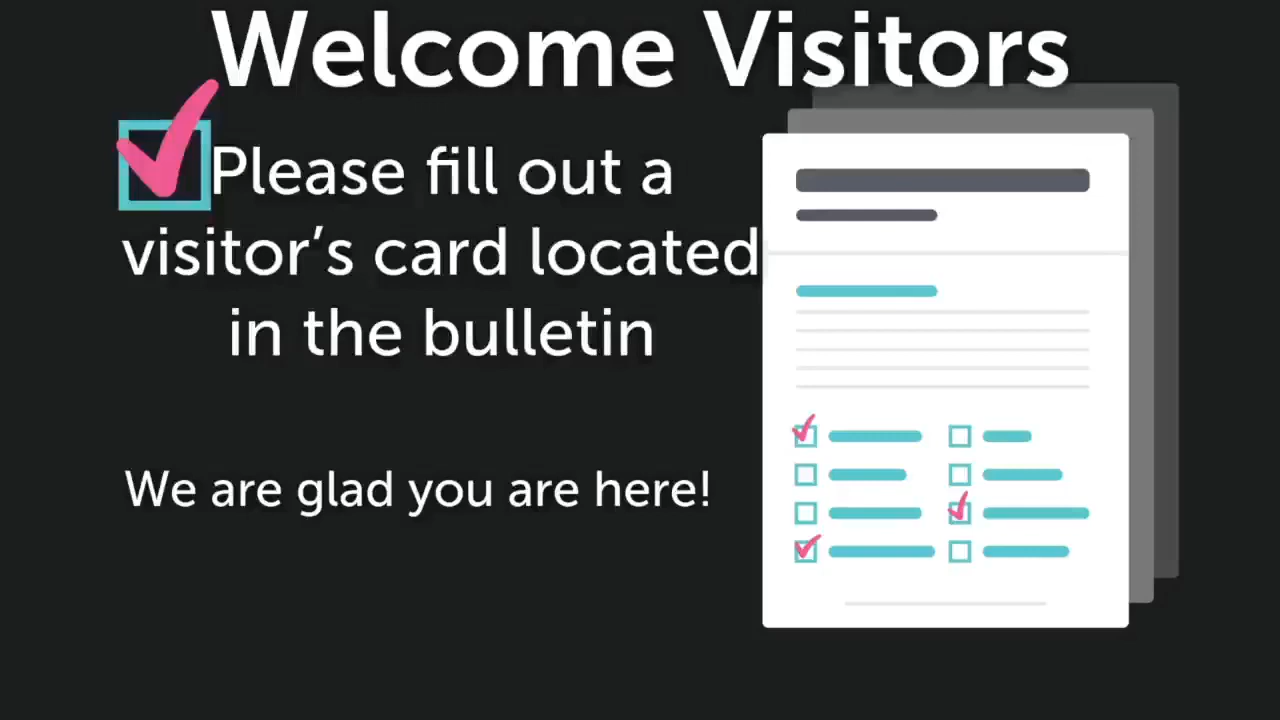 Welcome Visitors
Please fill out a
visitor’s card located
in the bulletin
We are glad you are here!